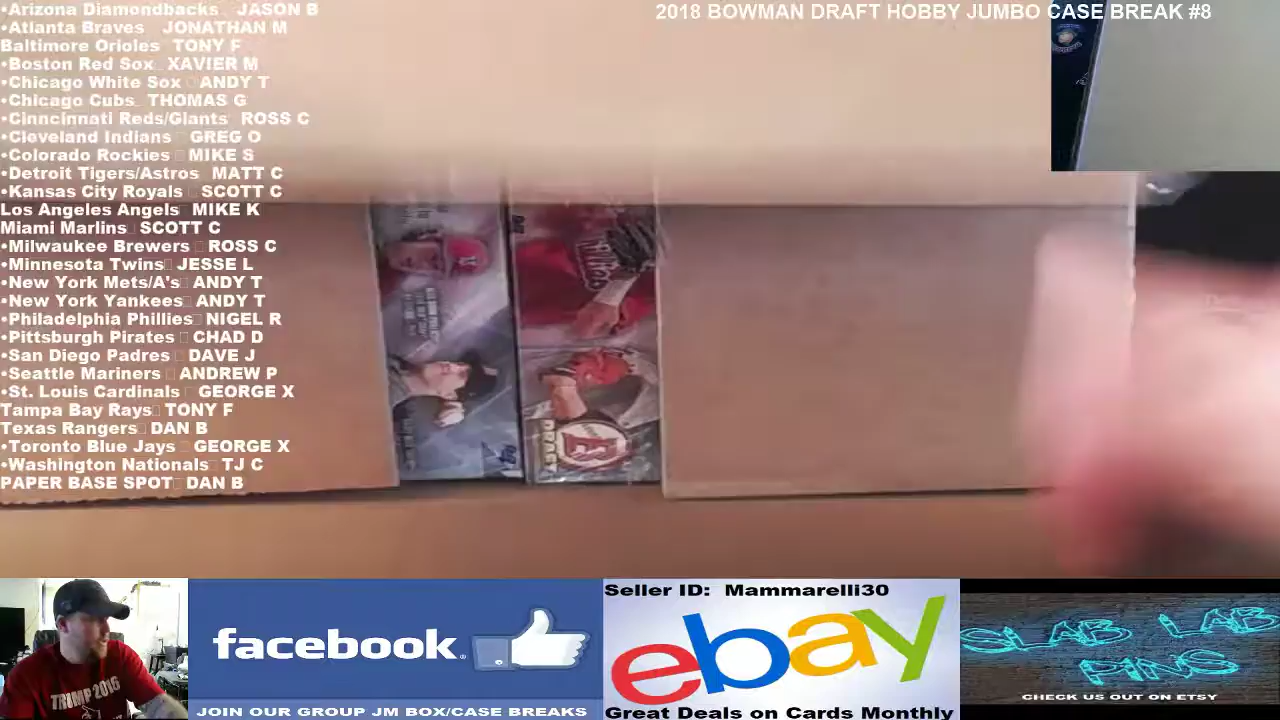 •Arizona Diamondbacks JASON B
•Atlanta Braves JONATHAN M
Baltimore Orioles TONY F
•Boston Red Sox XAVIER M
•Chicago White Sox ANDY T
•Chicago Cubs THOMAS G
•Cinncinnati Reds/Giants ROSS C
•Cleveland Indians GREG O
•Colorado Rockies MIKE S
•Detroit Tigers/Astros MATT C
•Kansas City Royals SCOTT C
Los Angeles Angels MIKE K
Miami Marlins SCOTT C
•Milwaukee Brewers ROSS C
•Minnesota Twins JESSE L
•New York Mets/A's ANDY T
•New York Yankees ANDY T
•Philadelphia Phillies NIGEL R
•Pittsburgh Pirates CHAD D
•San Diego Padres DAVE J
•Seattle Mariners ANDREW P
•St. Louis Cardinals GEORGE X
Tampa Bay Rays TONY F
Texas Rangers DAN B
•Toronto Blue Jays GEORGE X
•Washington Nationals TJ C
PAPER BASE SPOT DAN B
2018 BOWMAN DRAFT HOBBY JUMBO CASE BREAK #8
DRAFT
TRUMP 2016
facebook
JOIN OUR GROUP JM BOX/CASE BREAKS
Seller ID: Mammarelli30
ebay
Great Deals on Cards Monthly
SLAB LAB
PINS
CHECK US OUT ON ETSY